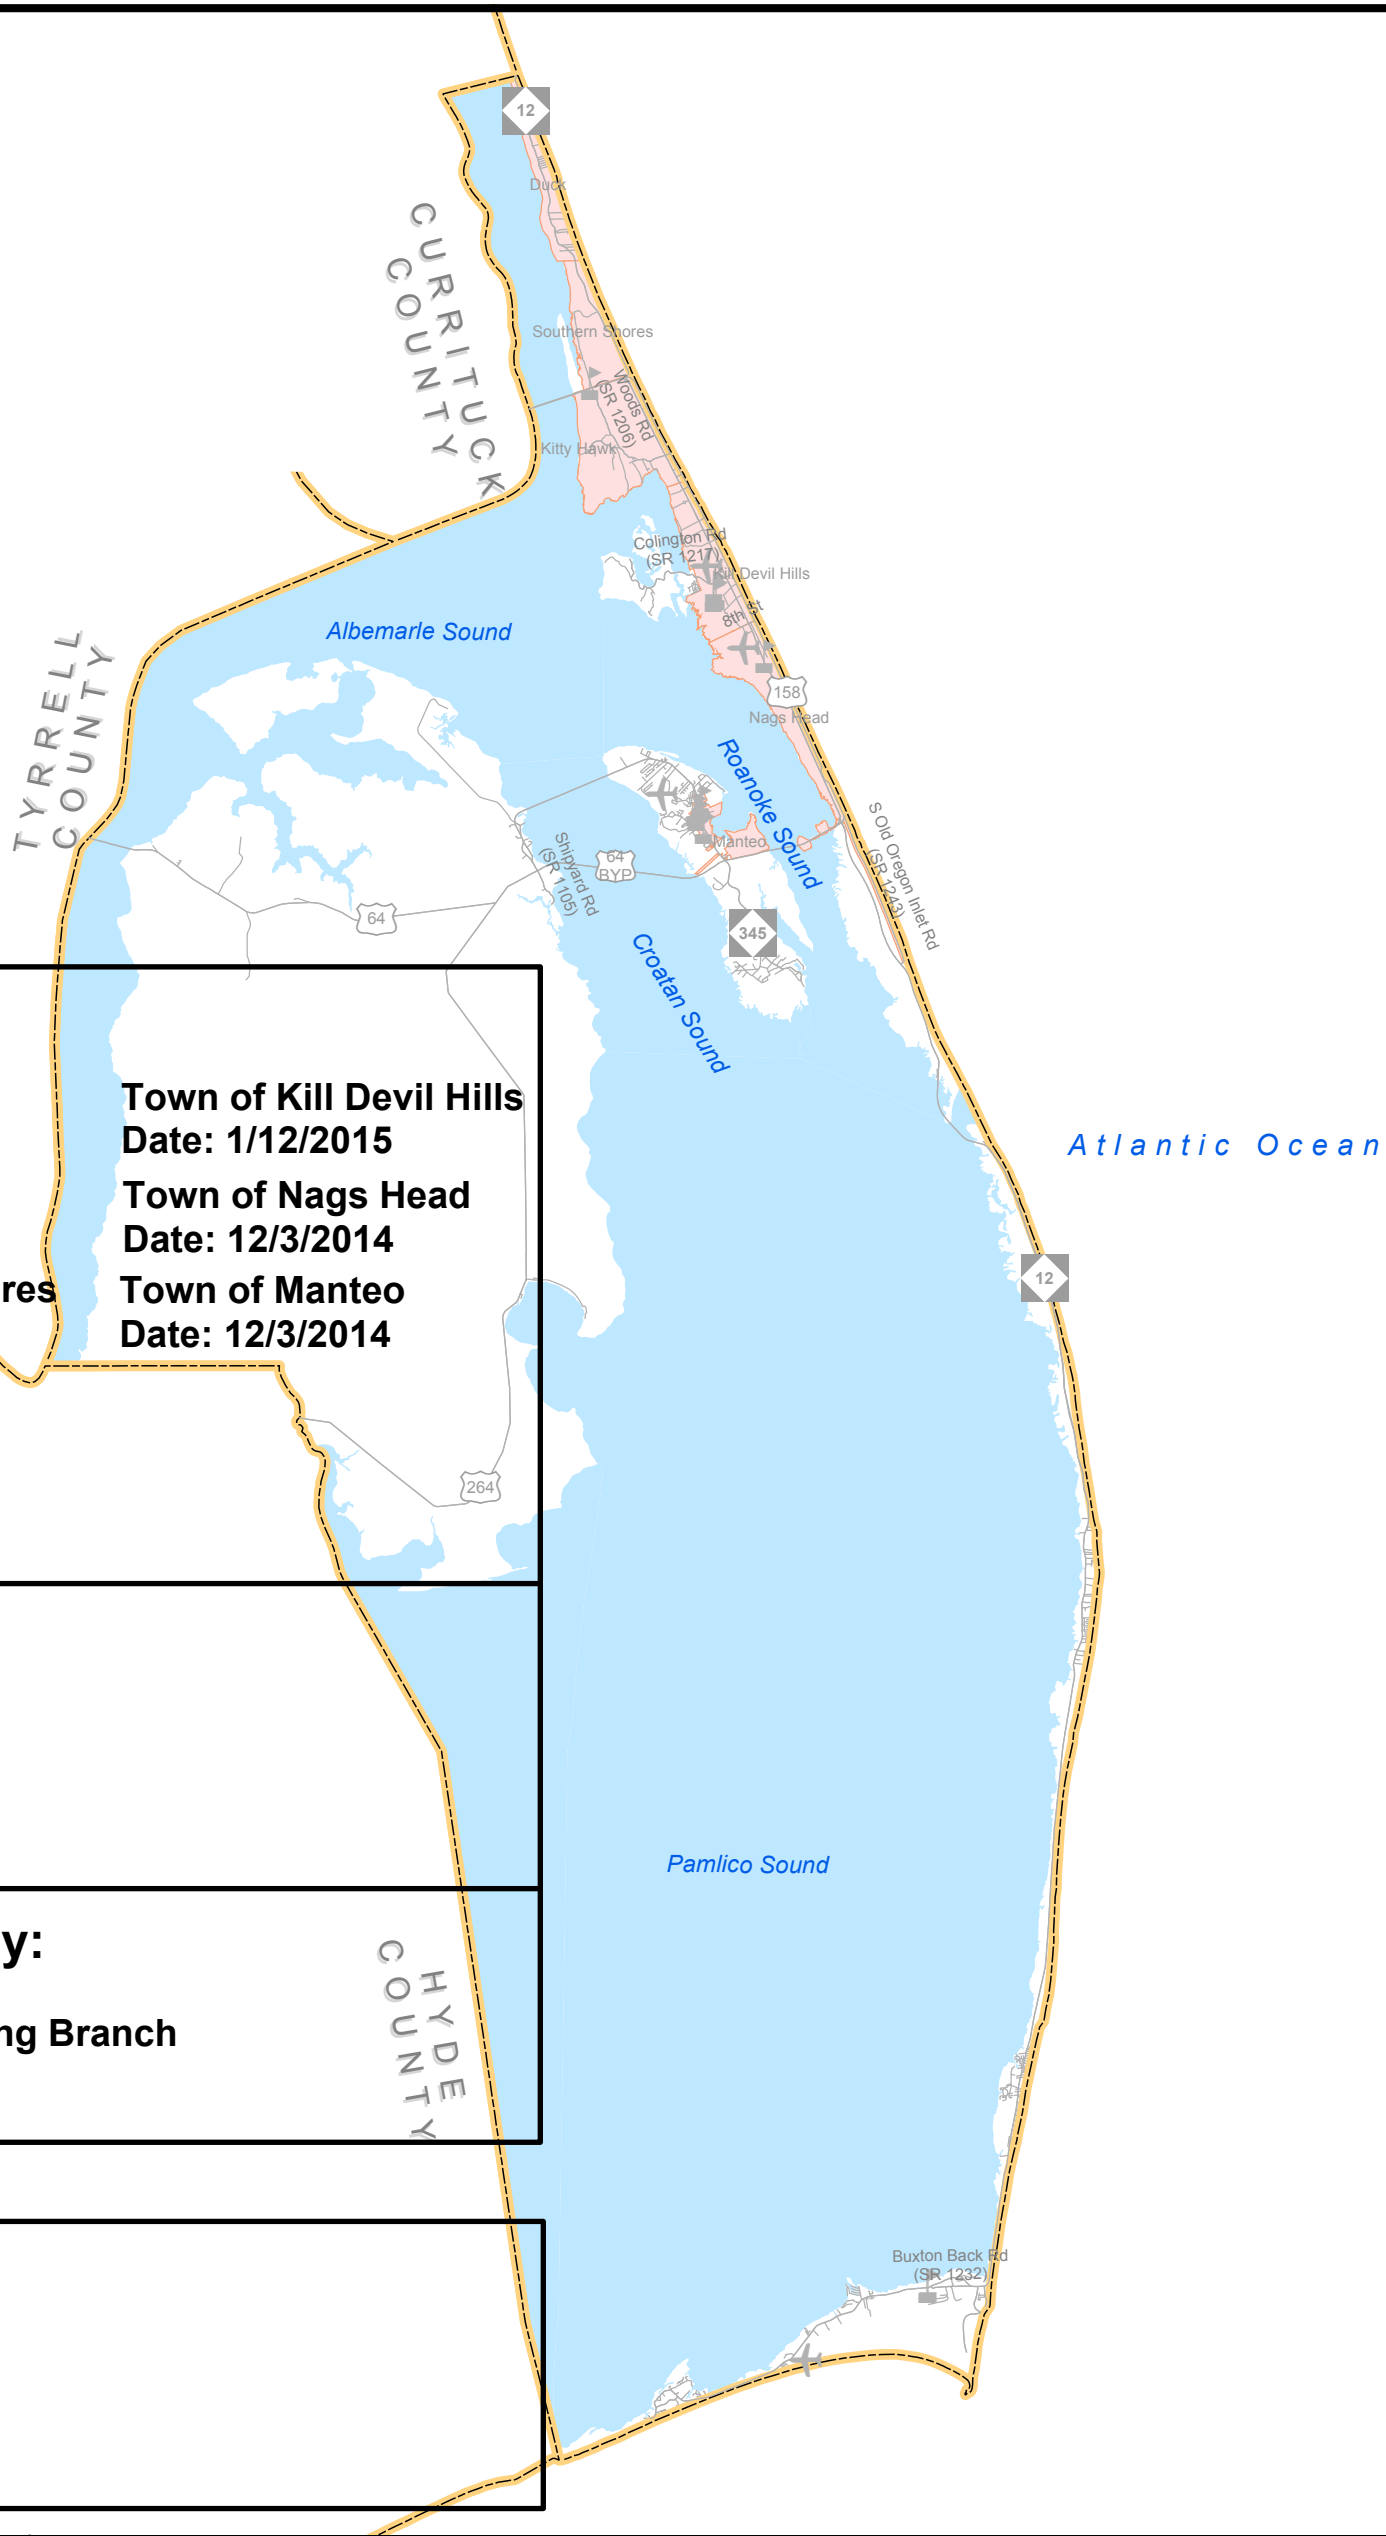 12
Duck
CURRITUCK
COUNTY
Southern Shores
Woods Rd
(SR 1206)
Kitty Hawk
Colington Rd
(SR 1217)
Kill Devil Hills
8th St
Albemarle Sound
TYRRELL
COUNTY
158
Nags Head
Roanoke Sound
Manteo
S Old Oregon Inlet Rd
(SR 1243)
Shipyard Rd
(SR 1105)
64
BYP
64
345
Croatan Sound
Town of Kill Devil Hills
Date: 1/12/2015
Atlantic Ocean
Town of Nags Head
Date: 12/3/2014
12
res
Town of Manteo
Date: 12/3/2014
264
Pamlico Sound
y:
HYDE
COUNTY
ng Branch
Buxton Back Rd
(SR 1232)